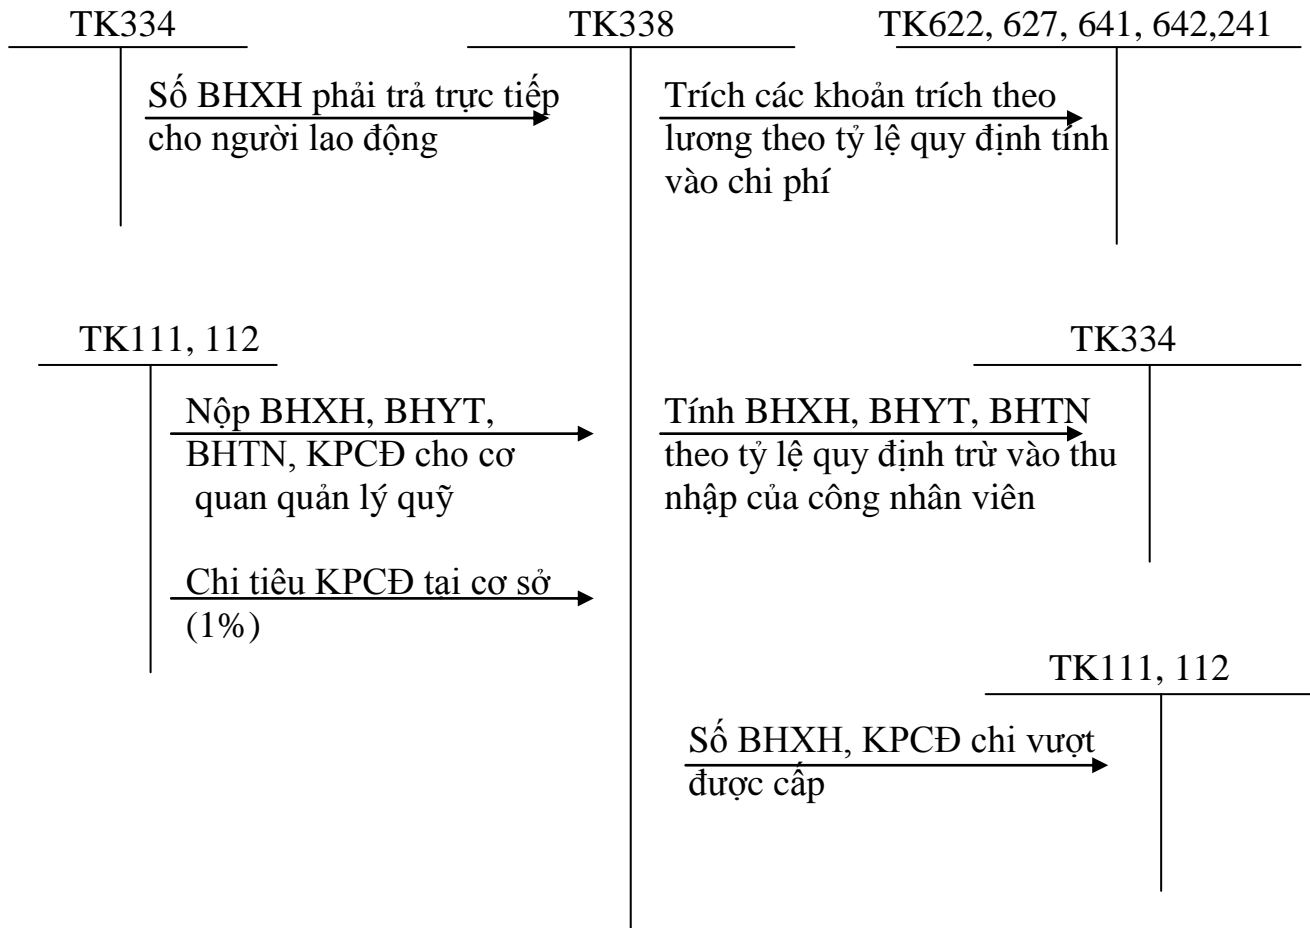 TK334
TK338
TK622, 627, 641, 642,241
Số BHXH phải trả trực tiếp
cho người lao động
Trích các khoản trích theo
lương theo tỷ lệ quy định tính
vào chi phí
TK111, 112
TK334
Nộp BHXH, BHYT,
BHTN, KPCĐ cho cơ
quan quản lý quỹ
Tính BHXH, BHYT, BHTN
theo tỷ lệ quy định trừ vào thu
nhập của công nhân viên
Chi tiêu KPCĐ tại cơ sở
(1%)
TK111, 112
Số BHXH, KPCĐ chi vượt
được cấp